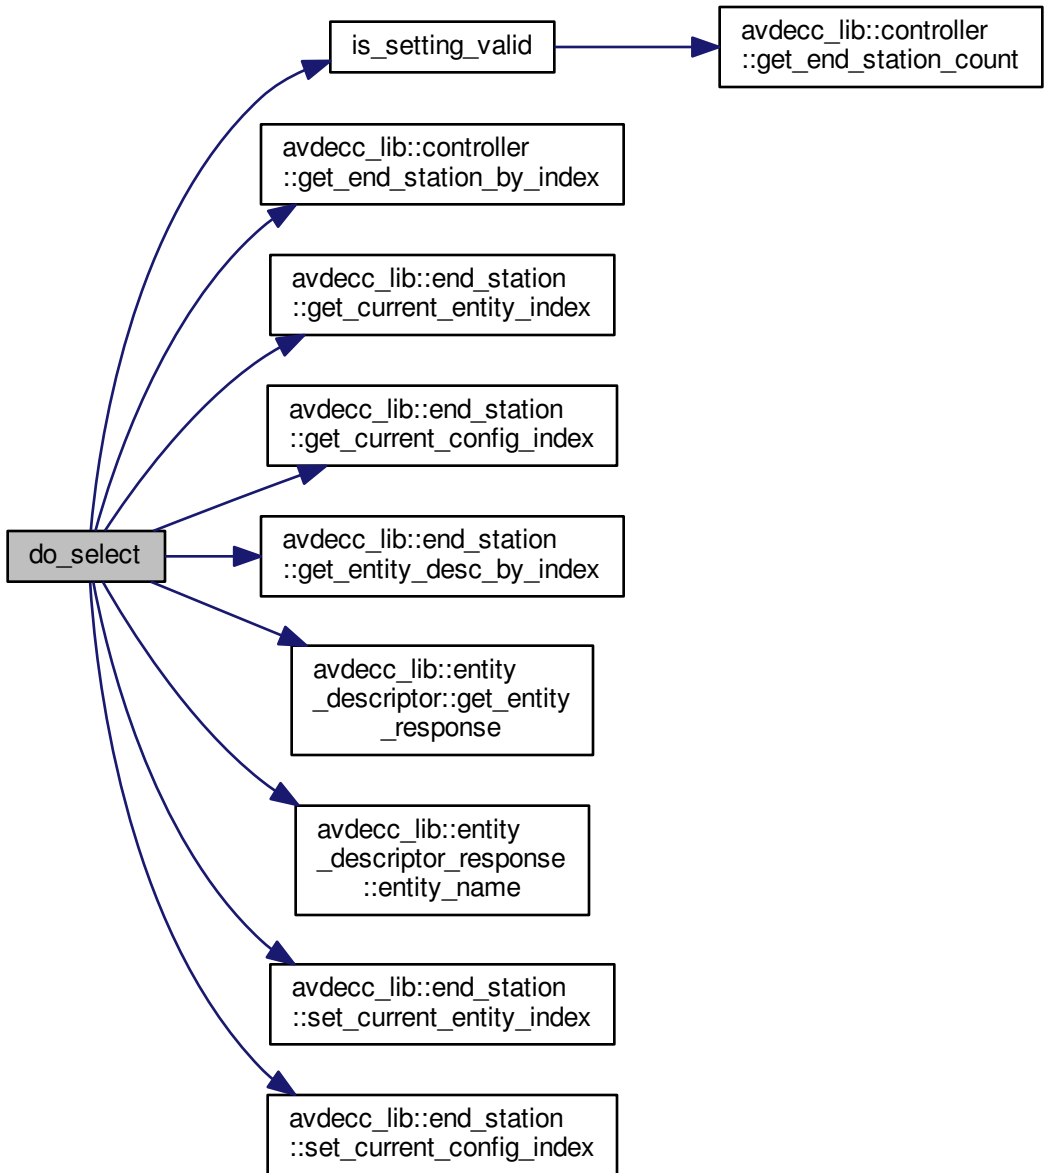 is_setting_valid
avdecc_lib::controller
::get_end_station_count
avdecc_lib::controller
::get_end_station_by_index
avdecc_lib::end_station
::get_current_entity_index
avdecc_lib::end_station
::get_current_config_index
do_select
avdecc_lib::end_station
::get_entity_desc_by_index
avdecc_lib::entity
_descriptor::get_entity
_response
avdecc_lib::entity
_descriptor_response
::entity_name
avdecc_lib::end_station
::set_current_entity_index
avdecc_lib::end_station
::set_current_config_index